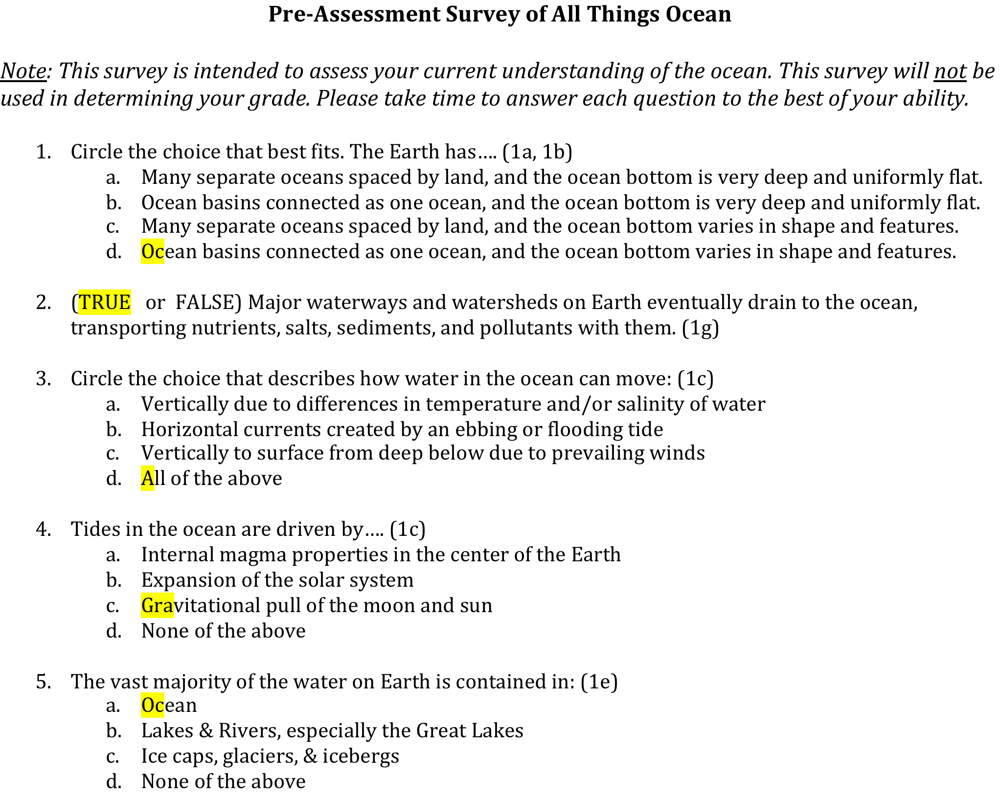 Pre-Assessment Survey of All Things Ocean
Note: This survey is intended to assess your current understanding of the ocean. This survey will not be
used in determining your grade. Please take time to answer each question to the best of your ability.
1. Circle the choice that best fits. The Earth has…. (1a, 1b)
a. Many separate oceans spaced by land, and the ocean bottom is very deep and uniformly flat.
b. Ocean basins connected as one ocean, and the ocean bottom is very deep and uniformly flat.
c. Many separate oceans spaced by land, and the ocean bottom varies in shape and features.
d. Ocean basins connected as one ocean, and the ocean bottom varies in shape and features.
2. (TRUE or FALSE) Major waterways and watersheds on Earth eventually drain to the ocean,
transporting nutrients, salts, sediments, and pollutants with them. (1g)
3. Circle the choice that describes how water in the ocean can move: (1c)
a. Vertically due to differences in temperature and/or salinity of water
b. Horizontal currents created by an ebbing or flooding tide
c. Vertically to surface from deep below due to prevailing winds
d. All of the above
4. Tides in the ocean are driven by…. (1c)
a. Internal magma properties in the center of the Earth
b. Expansion of the solar system
c. Gravitational pull of the moon and sun
d. None of the above
5. The vast majority of the water on Earth is contained in: (1e)
a. Ocean
b. Lakes & Rivers, especially the Great Lakes
c. Ice caps, glaciers, & icebergs
d. None of the above